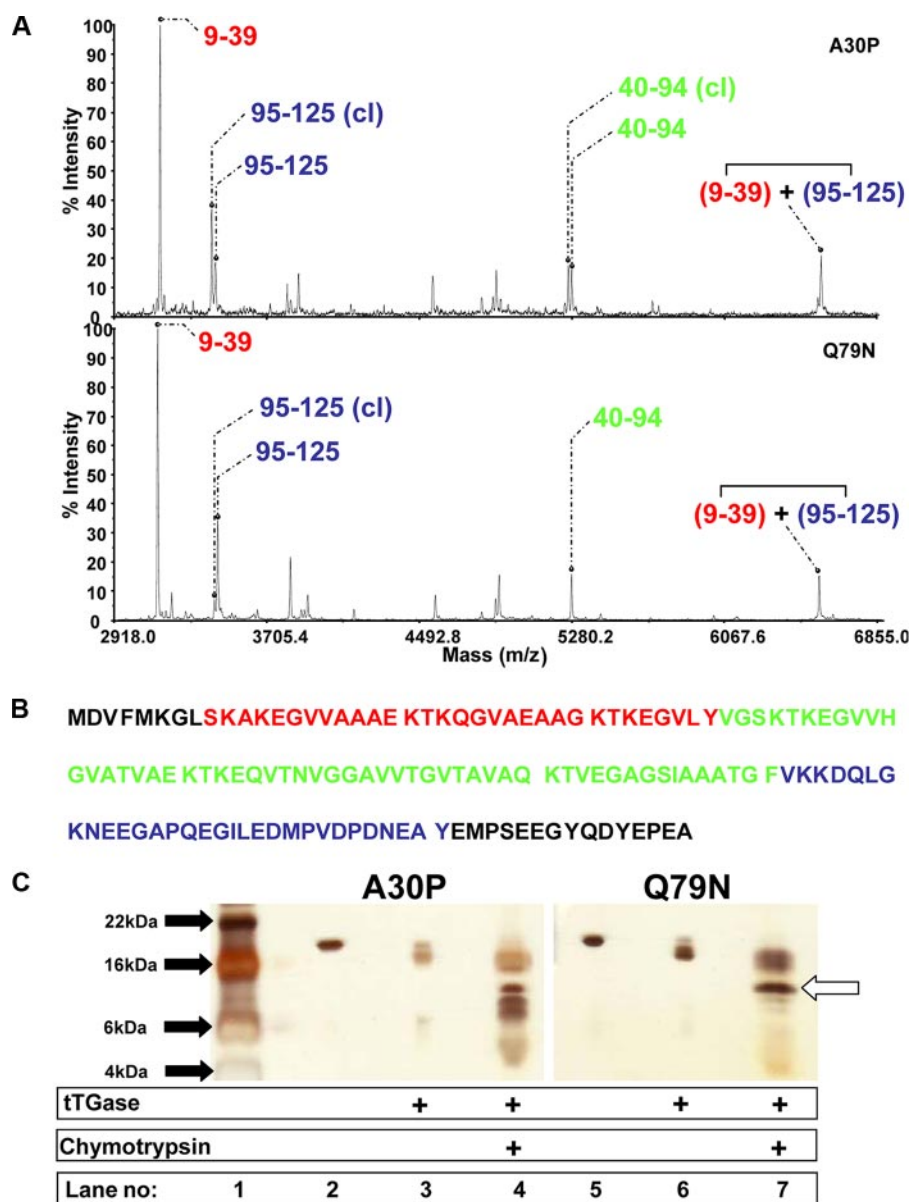 A
100
90
80
70
60
50
40
30
20
10
0
% Intensity
9-39
95-125 (cl)
95-125
40-94 (cl)
40-94
(9-39) + (95-125)
A30P
100
90
80
70
60
50
40
30
20
10
0
% Intensity
9-39
95-125 (cl)
95-125
40-94
(9-39) + (95-125)
Q79N
2918.0 3705.4 4492.8 5280.2 6067.6 6855.0
Mass (m/z)
B
MDVFMKGLSKAKEGVVAAAE KTKQGVAEAAG KTKEGVLY VGSKTKEGVVH
GVATVAE KTKEQVTNVGGAVVTGVTAVAQ KTVEGAGSIAAATG FVKKDQLG
KNEEGAPQEGILEDMPVDPDNEA YEMPSEEGYQDYEPEA
C
A30P Q79N
22kDa
16kDa
6kDa
4kDa
tTGase + + + +
Chymotrypsin + +
Lane no: 1 2 3 4 5 6 7